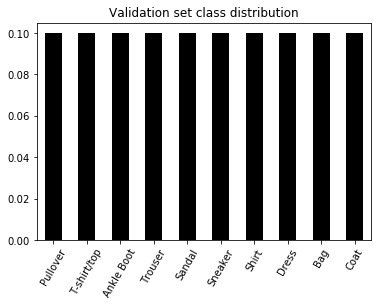 Validation set class distribution
0.10
0.08
0.06
0.04
0.02
0.00
Pullover
T-shirt/top
Ankle Boot
Trouser
Sandal
Sneaker
Shirt
Dress
Bag
Coat